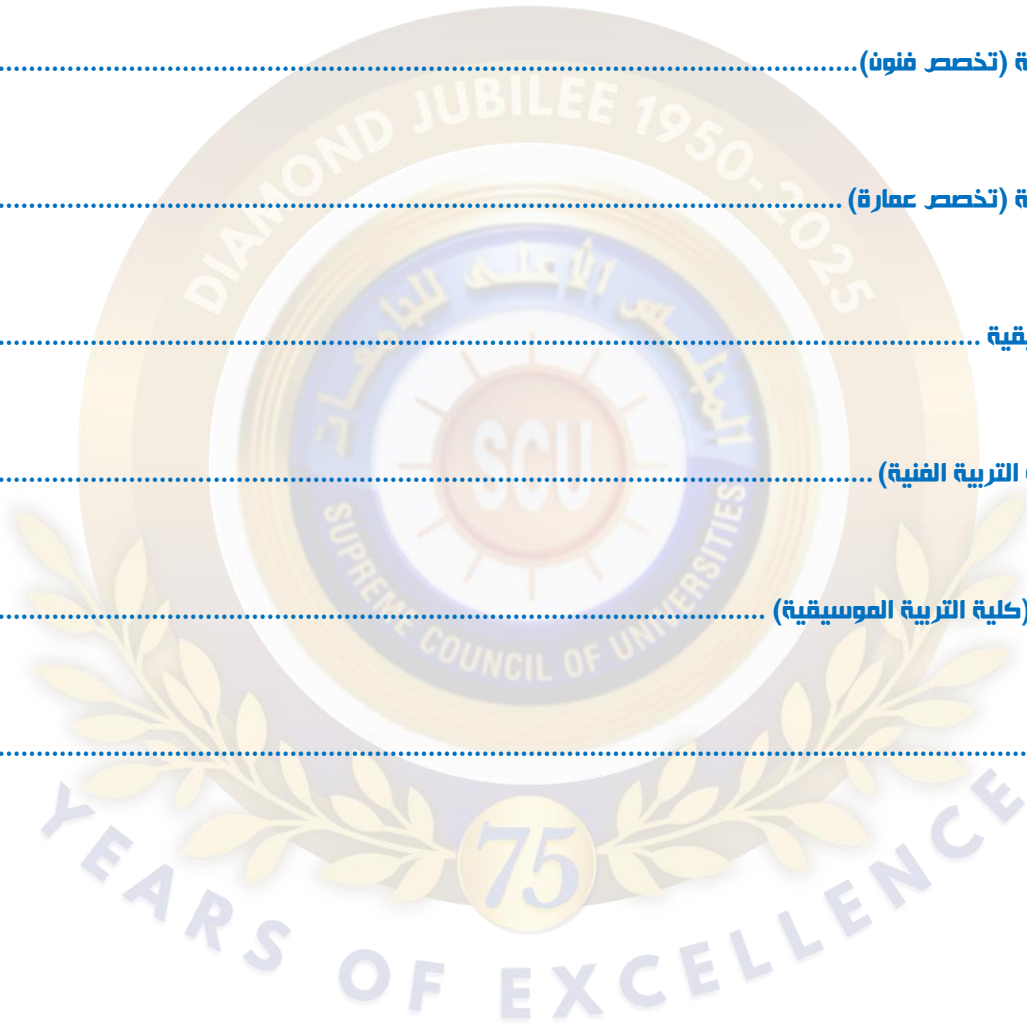 ة (تخصص فنون)................................................................
ة (تخصص عمارة) ................................................................
يقية ................................................................
التربية الفنية) ................................................................
(كلية التربية الموسيقية) ................................................................
................................................................
DIAMOND JUBILEE 1950-2025
المجلس الأعلى للجامعات
SCU
SUPREME COUNCIL OF UNIVERSITIES
75
YEARS OF EXCELLENCE